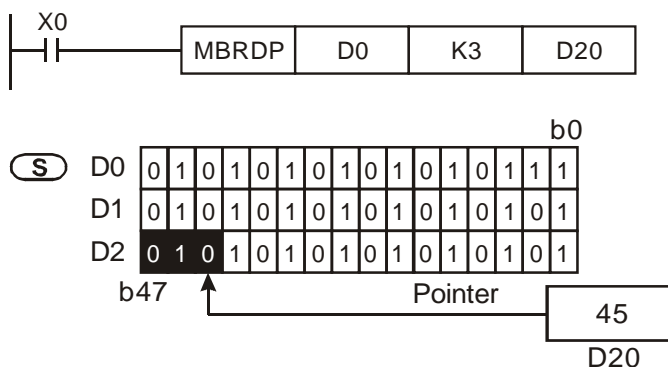 X0
MBRDP D0 K3 D20
b0
S D0 0 1 0 1 0 1 0 1 0 1 0 1 0 1 1 1
D1 0 1 0 1 0 1 0 1 0 1 0 1 0 1 0 1
D2 0 1 0 1 0 1 0 1 0 1 0 1 0 1 0 1
b47 Pointer 45
D20